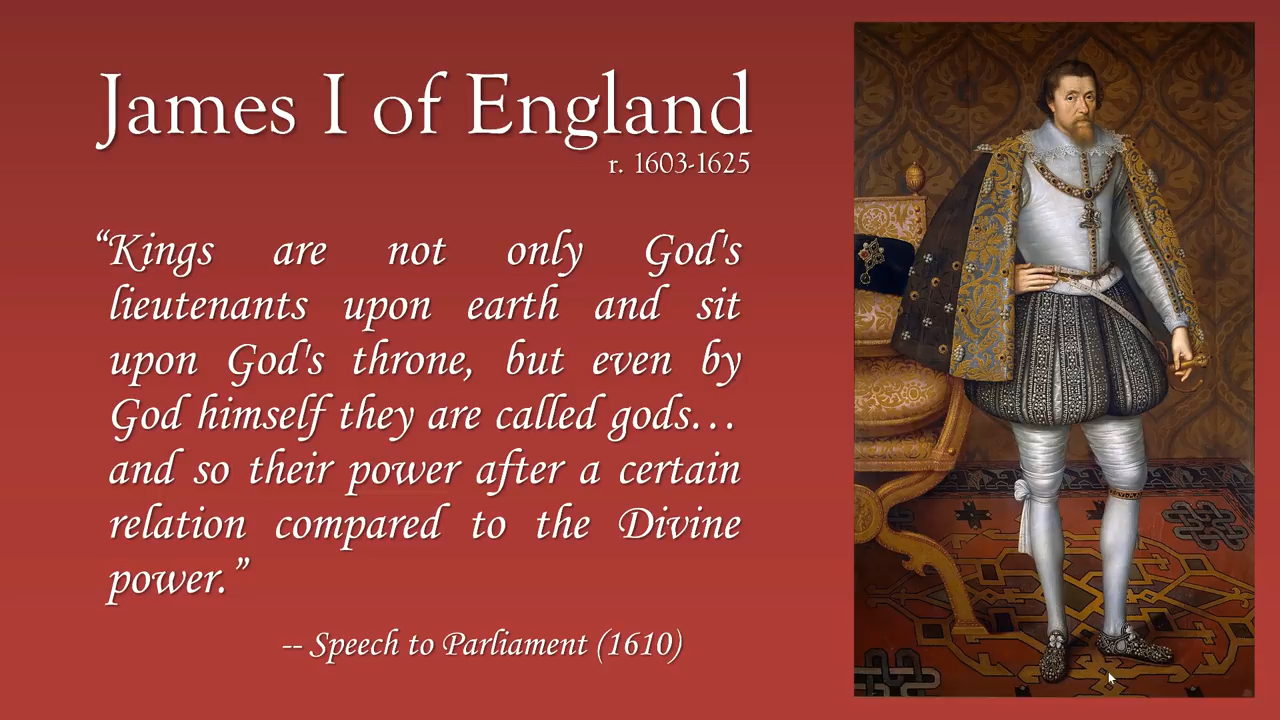 James I of England
r. 1603-1625
“Kings are not only God's
lieutenants upon earth and sit
upon God's throne, but even by
God himself they are called gods…
and so their power after a certain
relation compared to the Divine
power.”
-- Speech to Parliament (1610)